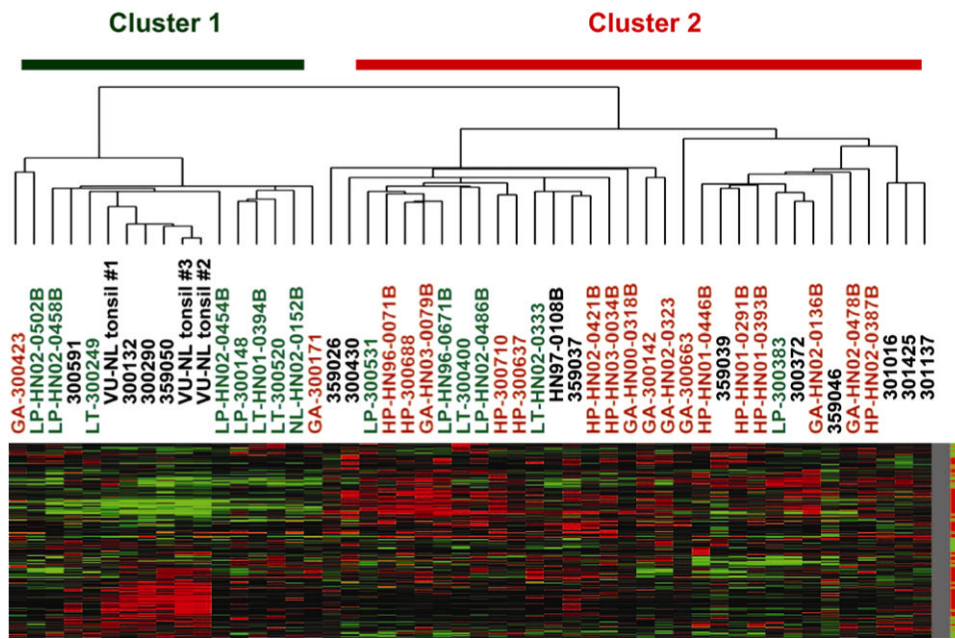 Cluster 1
Cluster 2
GA-300423
LP-HN02-0502B
LP-HN02-0458B
300591
LT-300249
VU-NL tonsil #1
300132
300290
359050
VU-NL tonsil #3
VU-NL tonsil #2
LP-HN02-0454B
LP-300148
LT-HN01-0394B
LT-300520
NL-HN02-0152B
GA-300171
359026
300430
LP-300531
HP-HN96-0071B
HP-300688
GA-HN03-0079B
LP-HN96-0671B
LT-300400
LP-HN02-0486B
HP-300710
HP-300637
LT-HN02-0333
HN97-0108B
359037
HP-HN02-0421B
HP-HN03-0034B
GA-HN00-0318B
GA-300142
GA-HN02-0323
GA-300663
HP-HN01-0446B
359039
HP-HN01-0291B
HP-HN01-0393B
LP-300383
300372
GA-HN02-0136B
359046
GA-HN02-0478B
HP-HN02-0387B
301016
301425
301137